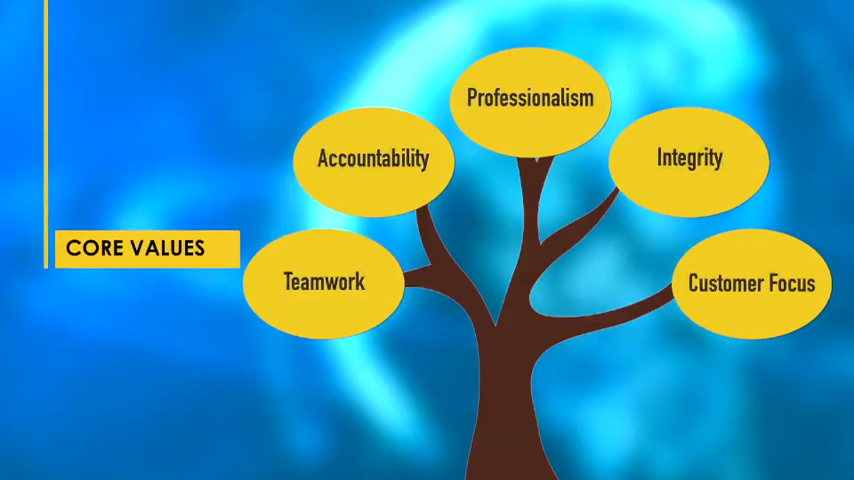 Professionalism
Accountability
Integrity
CORE VALUES
Teamwork
Customer Focus